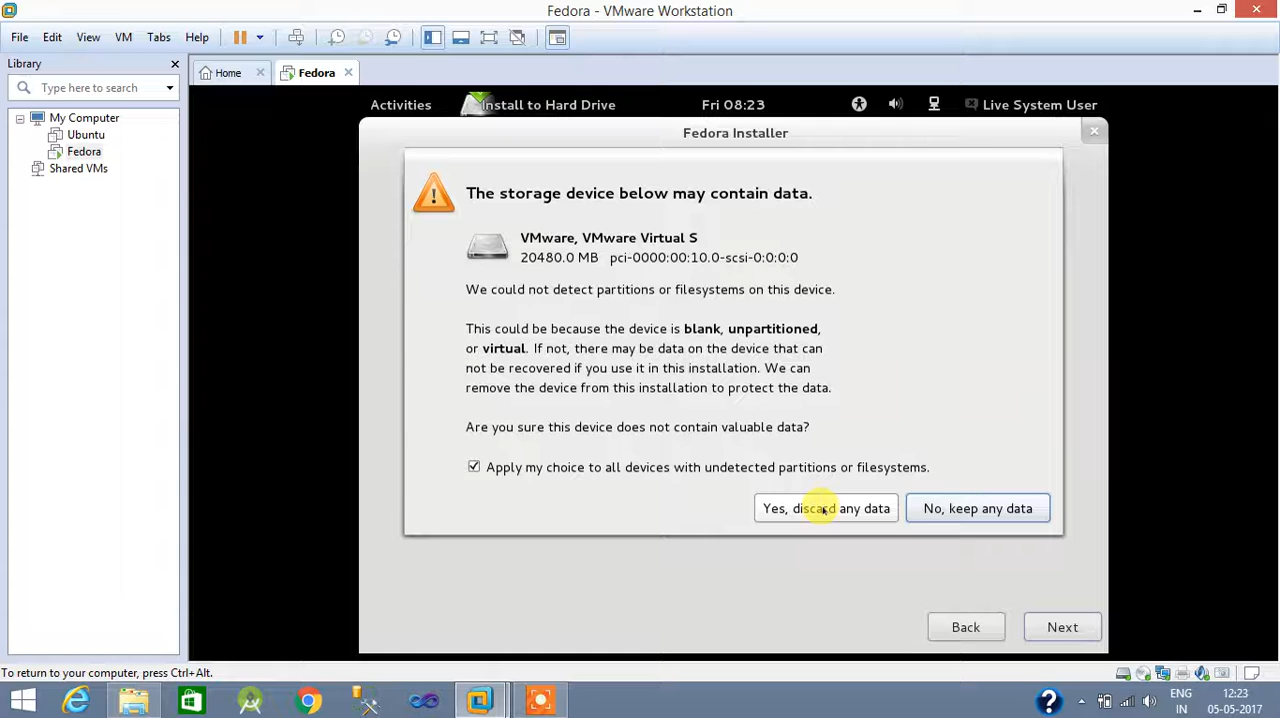 Fedora - VMware Workstation
File Edit View VM Tabs Help
Library
Type here to search
My Computer
Ubuntu
Fedora
Shared VMs
Home
Fedora
Activities
Install to Hard Drive
Fri 08:23
Live System User
Fedora Installer
The storage device below may contain data.
VMware, VMware Virtual S
20480.0 MB pci-0000:00:10.0-scsi-0:0:0:0
We could not detect partitions or filesystems on this device.
This could be because the device is blank, unpartitioned,
or virtual. If not, there may be data on the device that can
not be recovered if you use it in this installation. We can
remove the device from this installation to protect the data.
Are you sure this device does not contain valuable data?
Apply my choice to all devices with undetected partitions or filesystems.
Yes, discard any data
No, keep any data
Back
Next
To return to your computer, press Ctrl+Alt.
ENG
IN
12:23
05-05-2017